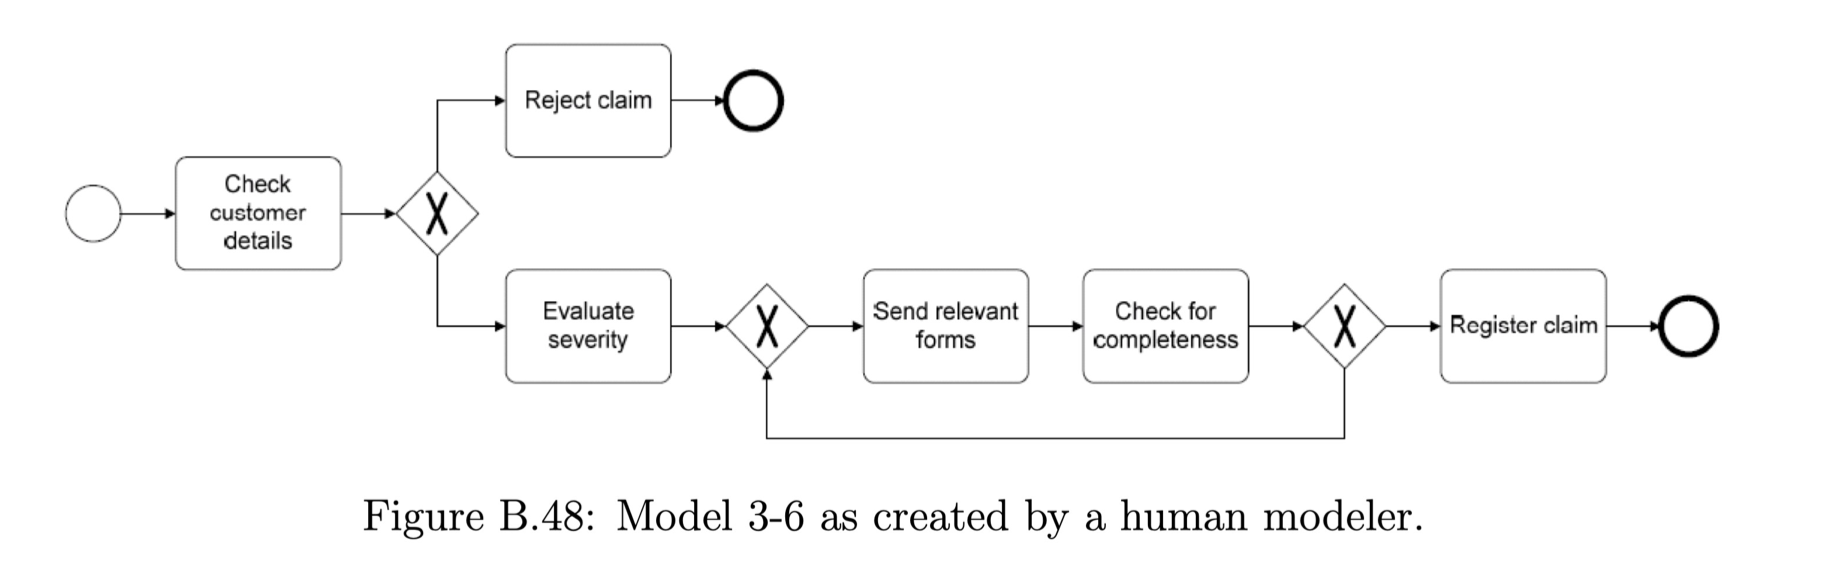 Reject claim
Check
customer
details
X
Evaluate
severity
X
Send relevant
forms
Check for
completeness
X
Register claim
Figure B.48: Model 3-6 as created by a human modeler.